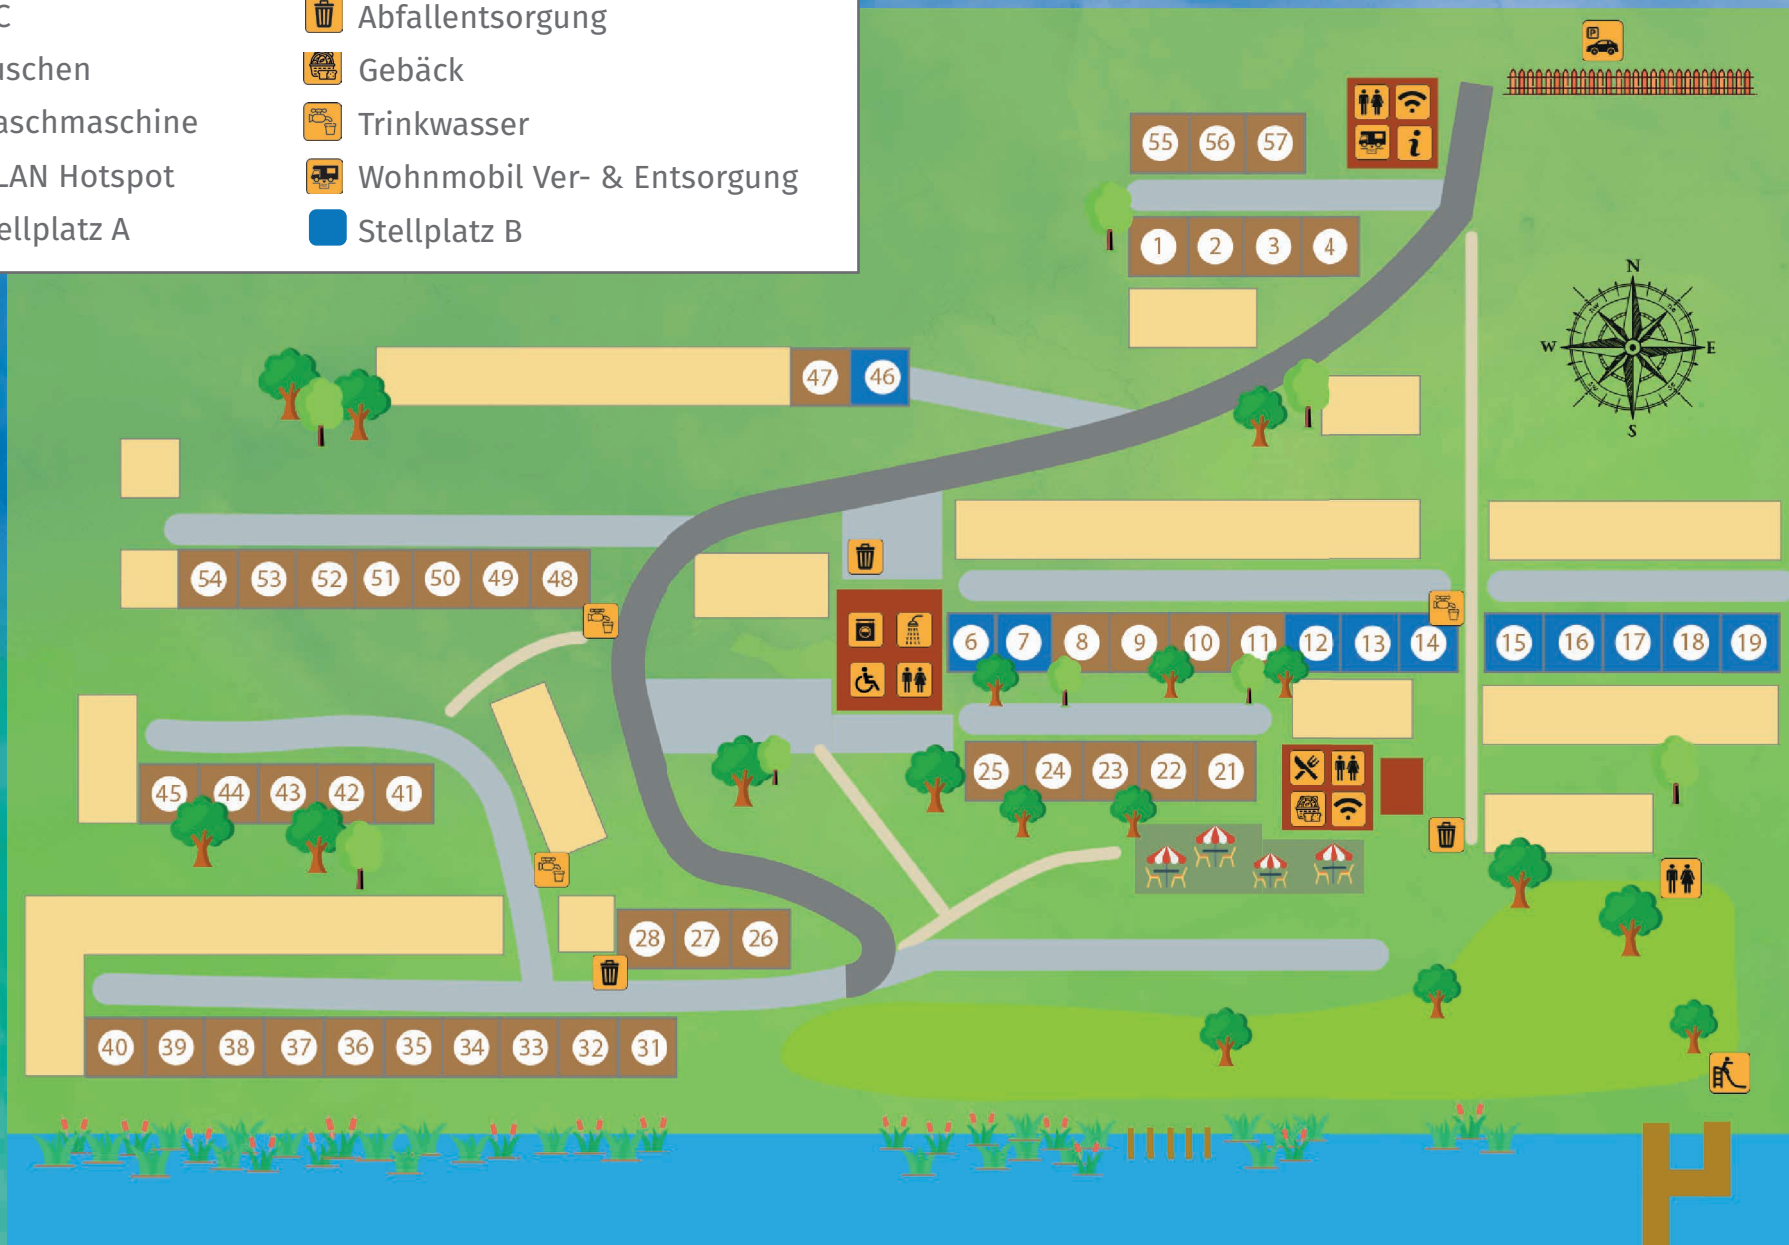 Abfallentsorgung
Gebäck
Trinkwasser
LAN Hotspot
Wohnmobil Ver- & Entsorgung
A
Stellplatz B
P
i
55 56 57
1 2 3 4
N
W E
S
47 46
54 53 52 51 50 49 48
6 7 8 9 10 11 12 13 14 15 16 17 18 19
25 24 23 22 21
45 44 43 42 41
28 27 26
40 39 38 37 36 35 34 33 32 31